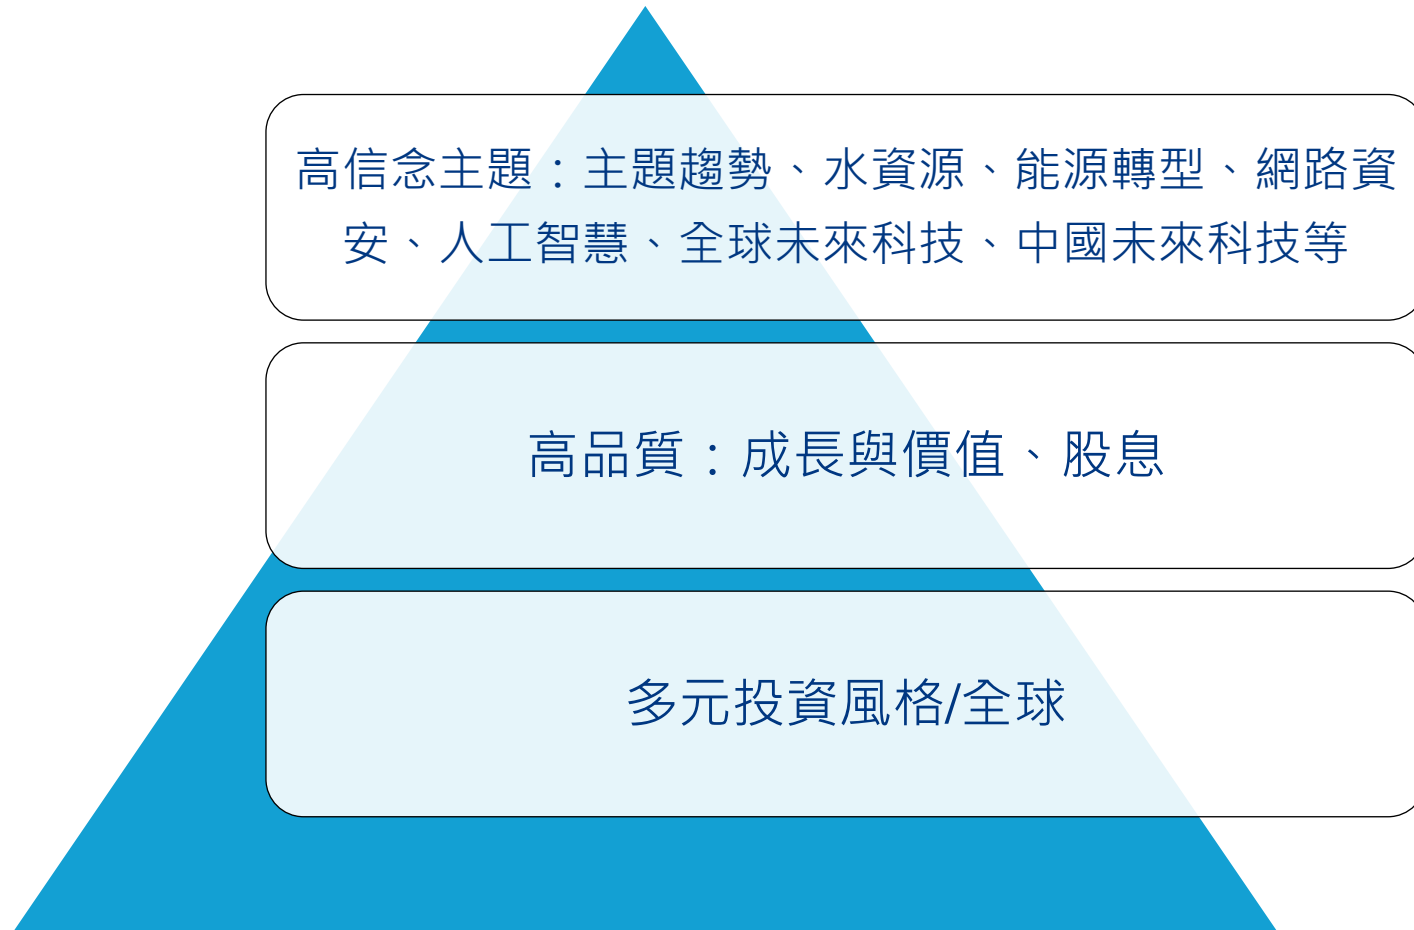 高信念主題：主題趨勢、水資源、能源轉型、網路資
安、人工智慧、全球未來科技、中國未來科技等
高品質：成長與價值、股息
多元投資風格/全球